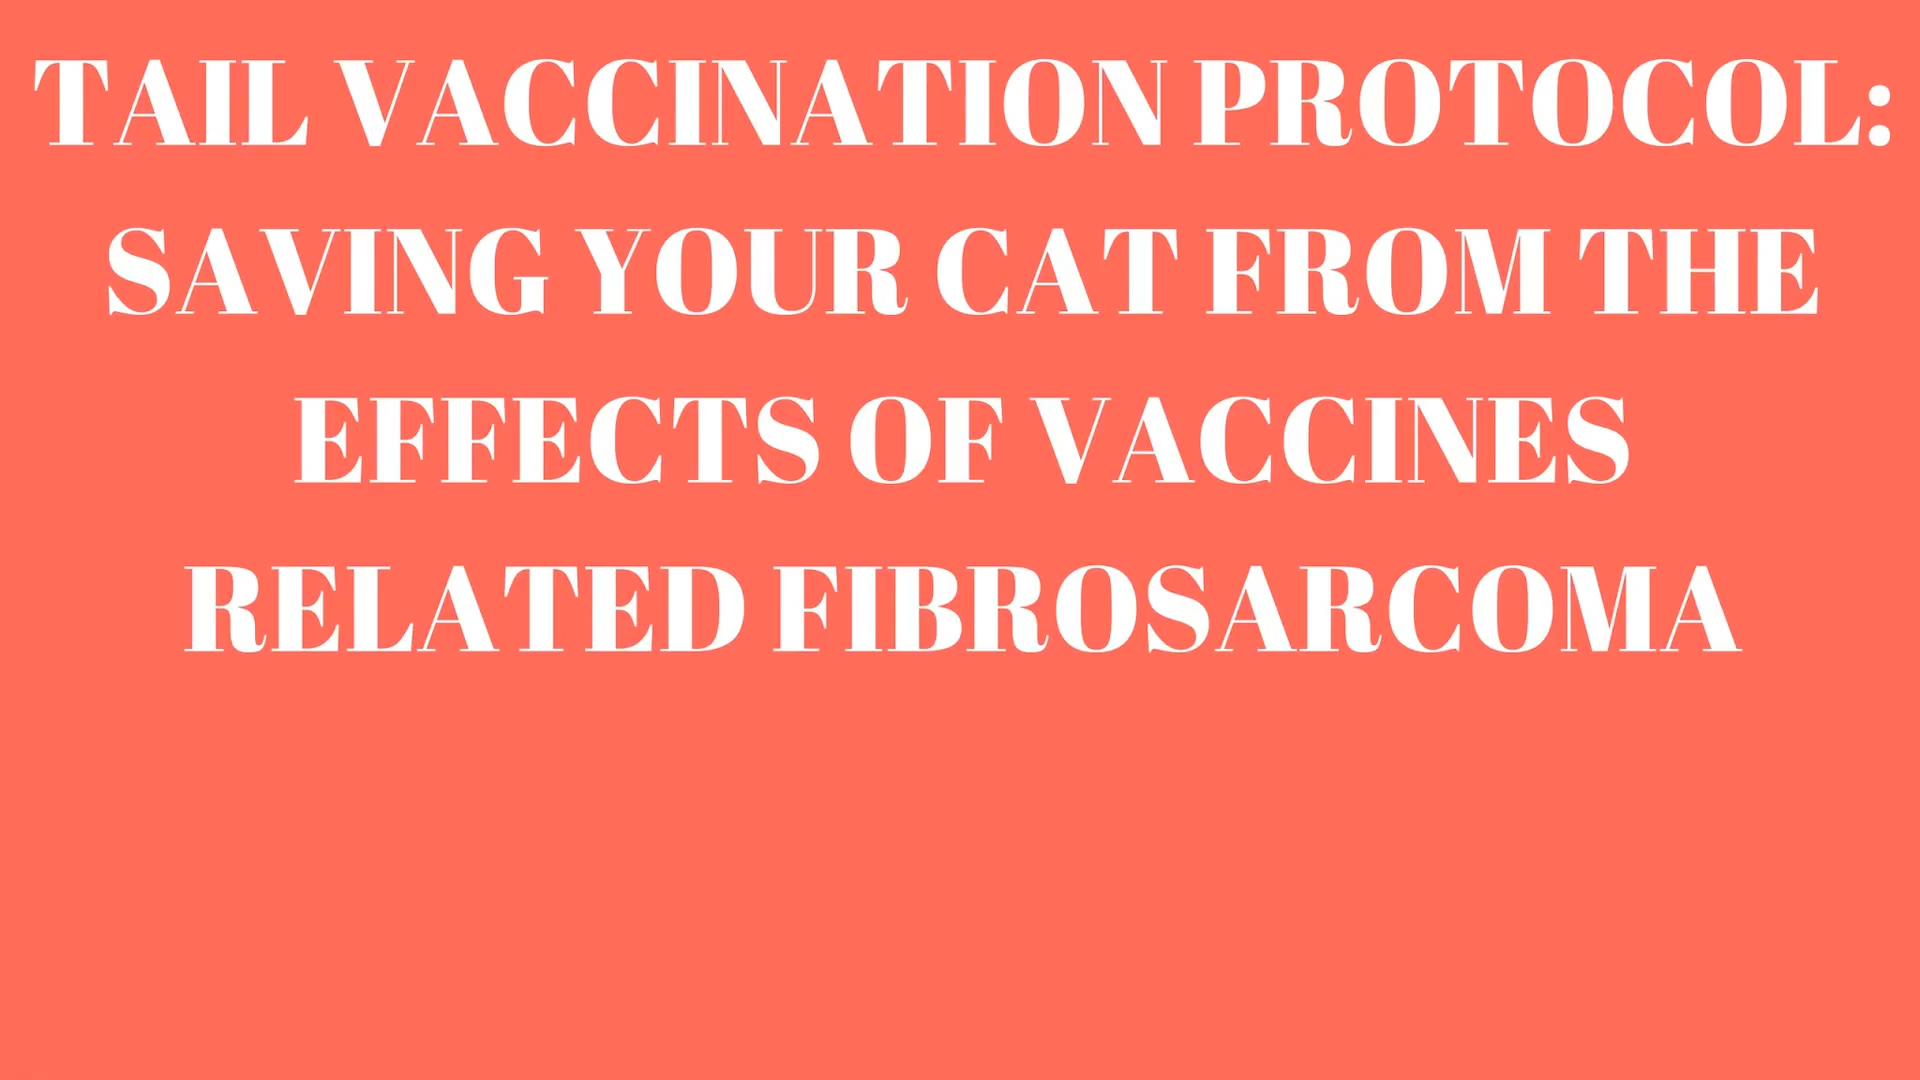 TAIL VACCINATION PROTOCOL:
SAVING YOUR CAT FROM THE
EFFECTS OF VACCINES
RELATED FIBROSARCOMA